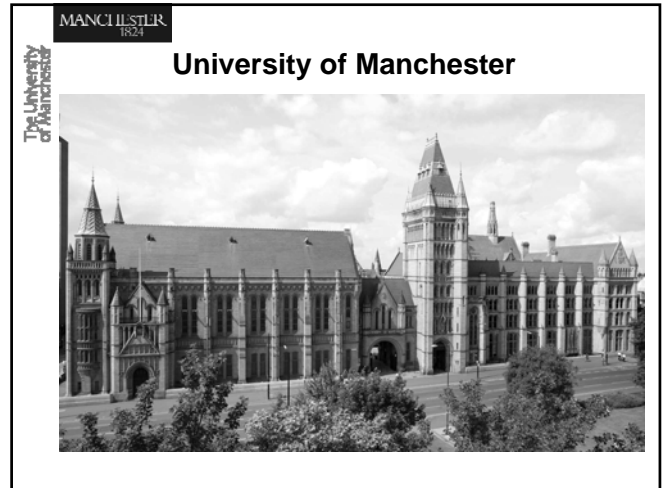 MANCHESTER
1824
The University
of Manchester
University of Manchester